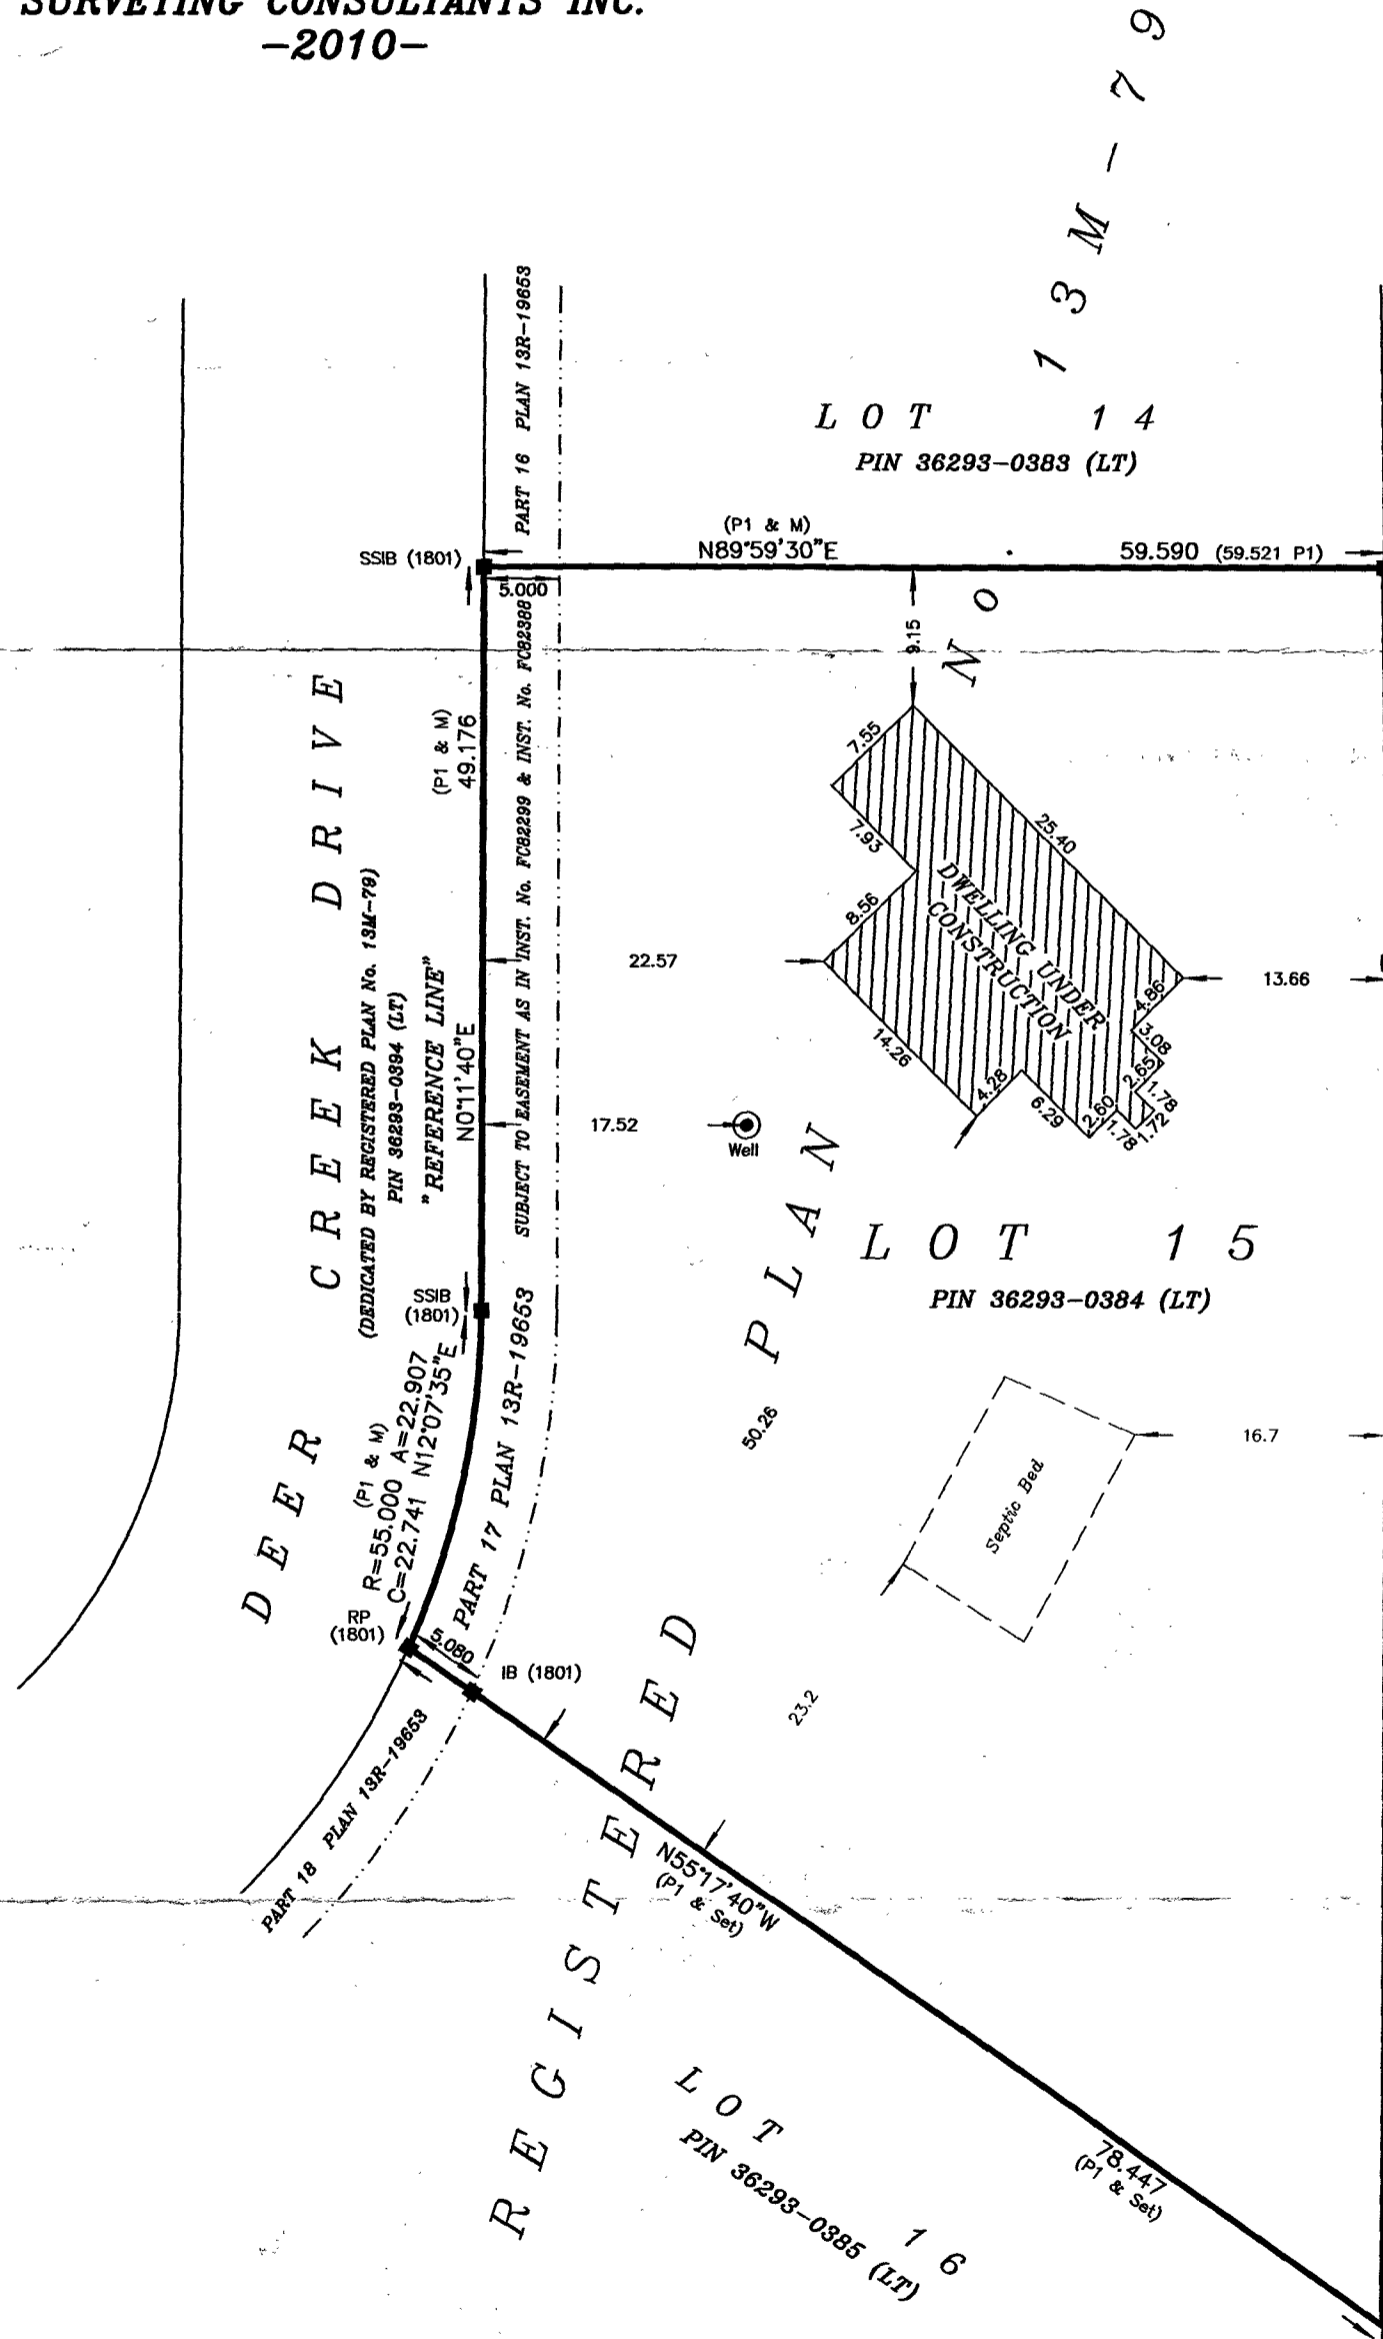 SURVEYING CONSULTANTS INC.
-2010-
REGISTERED PLAN No 13M-79
PART 16 PLAN 13R-19653
LOT 14
PIN 36293-0383 (LT)
(P1 & M)
N89°59'30"E
59.590 (59.521 P1)
SSIB (1801)
5.000
9.15
DEER CREEK DRIVE
(DEDICATED BY REGISTERED PLAN No. 13M-79)
PIN 36293-0394 (LT)
"REFERENCE LINE"
(P1 & M)
49.176
N0°11'40"E
SUBJECT TO EASEMENT AS IN INST. No. FC82299 & INST. No. FC82388
7.55
7.93
25.40
8.56
DWELLING UNDER
CONSTRUCTION
22.57
13.66
4.86
3.08
2.65
1.78
1.72
1.78
2.60
6.29
4.28
14.26
17.52
Well
LOT 15
PIN 36293-0384 (LT)
SSIB
(1801)
(P1 & M)
R=55.000 A=22.907
C=22.741 N12°07'35"E
PART 17 PLAN 13R-19653
50.26
16.7
Septic Bed
RP
(1801)
5.080
IB (1801)
23.2
PART 18 PLAN 13R-19653
N55°17'40"W
(P1 & Set)
78.447
(P1 & Set)
LOT 16
PIN 36293-0385 (LT)